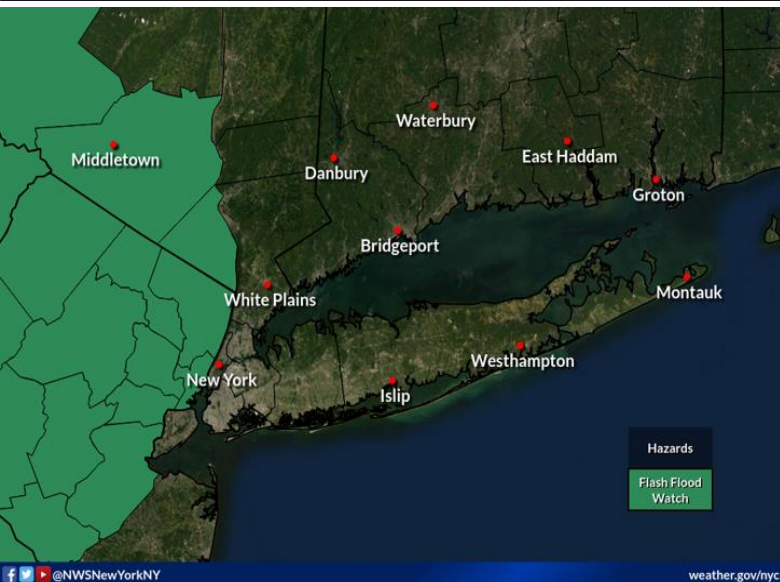 Waterbury
Middletown
East Haddam
Danbury
Groton
Bridgeport
White Plains
Montauk
Westhampton
New York
Islip
Hazards
Flash Flood
Watch
@NWSNewYorkNY
weather.gov/nyc